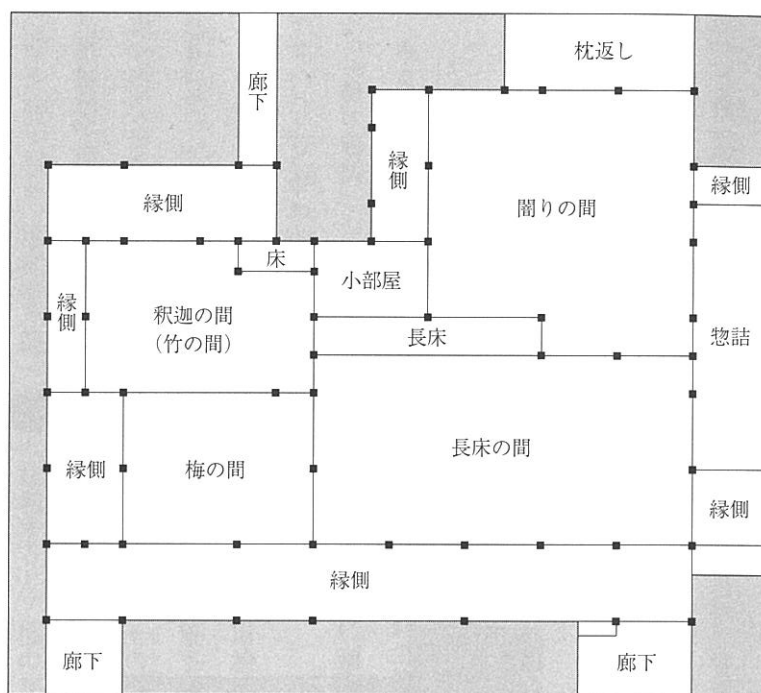 枕返し
廊下
縁側
縁側
闇りの間
縁側
床
小部屋
縁側
釈迦の間
(竹の間)
長床
惣詰
縁側
梅の間
長床の間
縁側
縁側
廊下
廊下